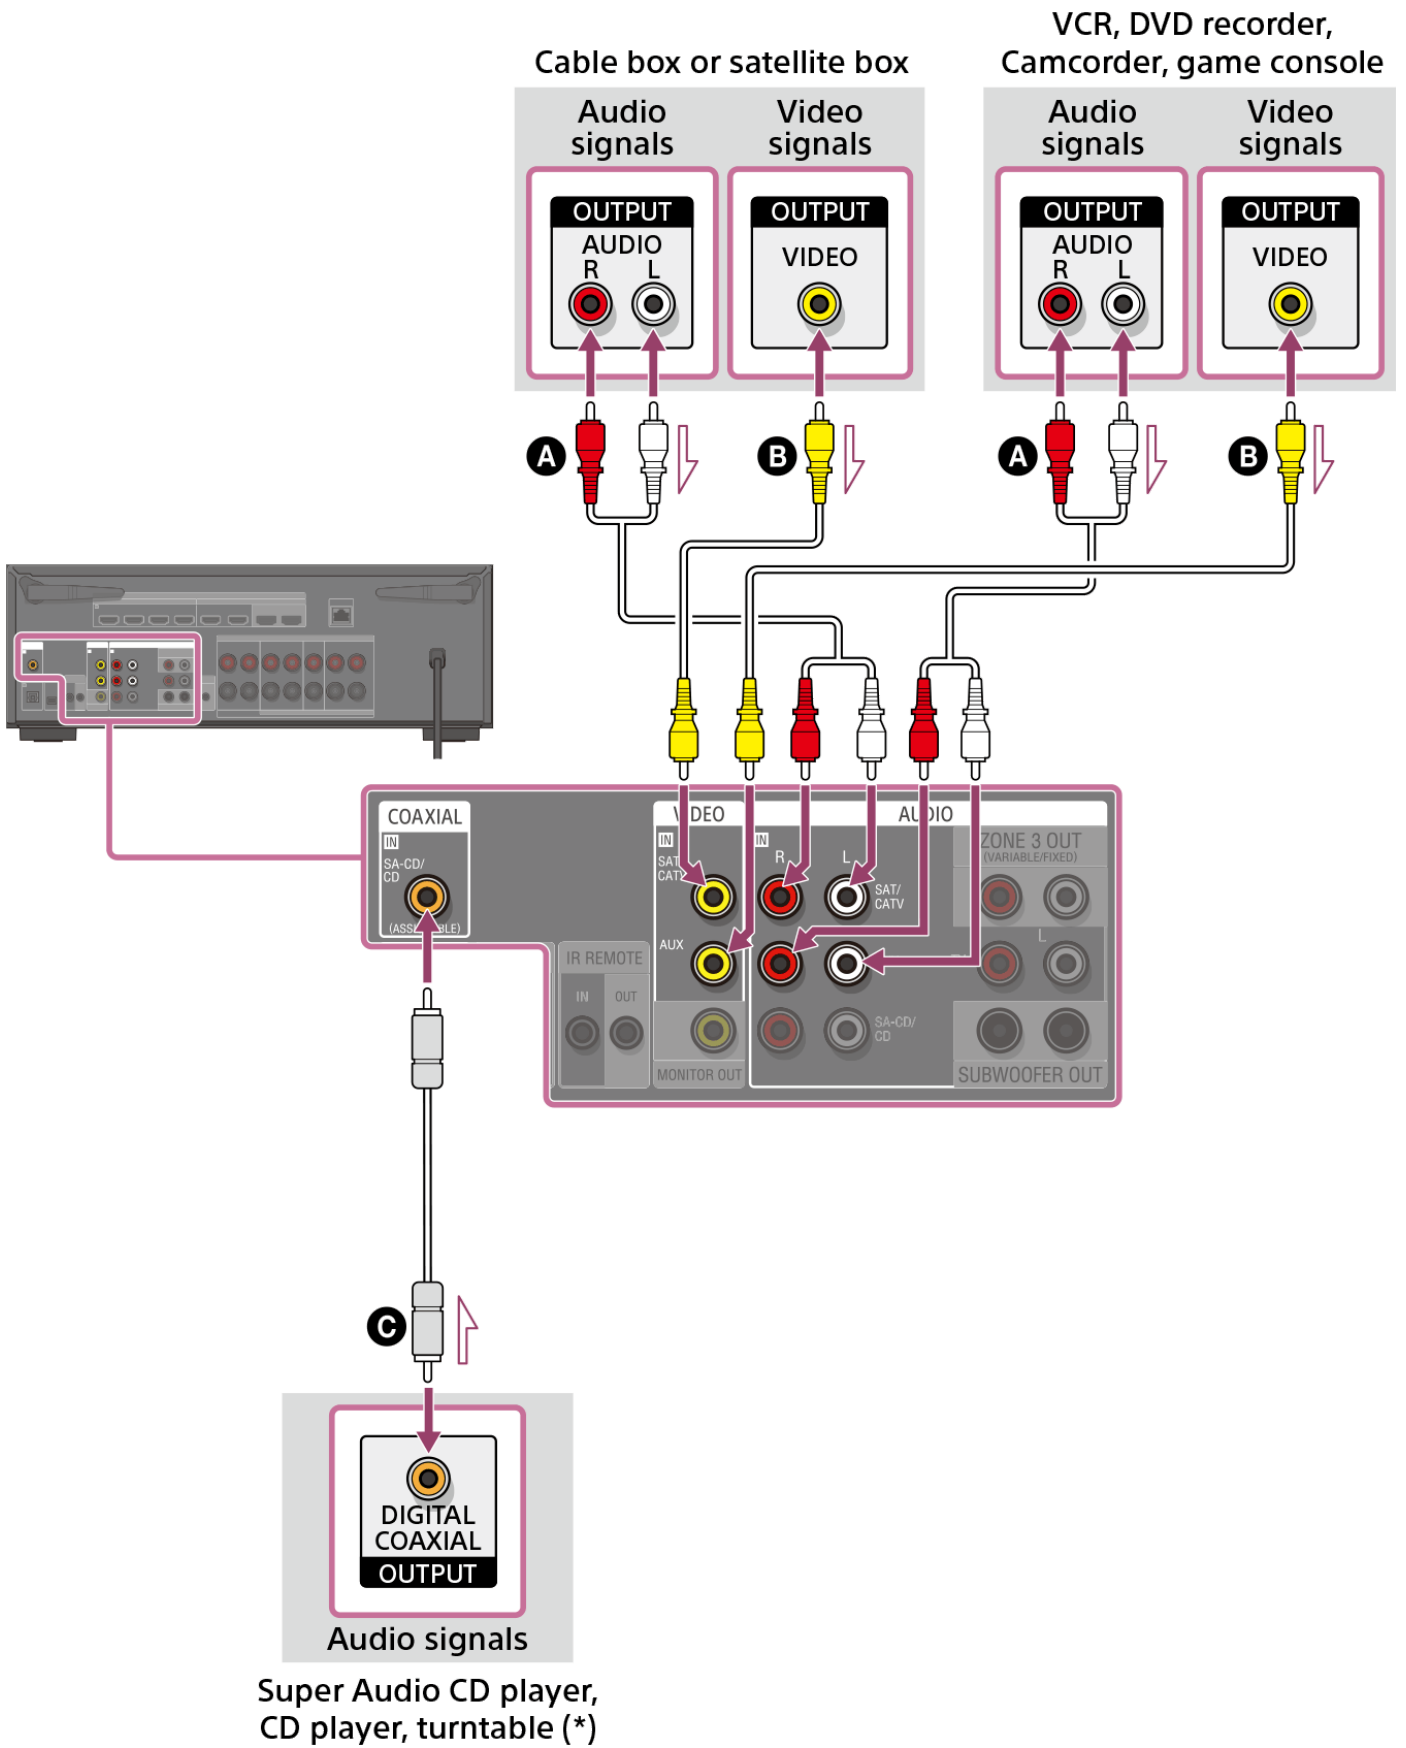 VCR, DVD recorder,
Camcorder, game console
Cable box or satellite box
Audio
signals
Video
signals
Audio
signals
Video
signals
OUTPUT
AUDIO
R L
OUTPUT
VIDEO
OUTPUT
AUDIO
R L
OUTPUT
VIDEO
A
B
A
B
COAXIAL
IN
SA-CD/
CD
VIDEO
IN
AUX
MONITOR OUT
AUDIO
IN
R L
SAT/
CATV
SA-CD/
CD
ZONE 3 OUT
(VARIABLE/FIXED)
L
SUBWOOFER OUT
IR REMOTE
IN OUT
C
DIGITAL
COAXIAL
OUTPUT
Audio signals
Super Audio CD player,
CD player, turntable (*)